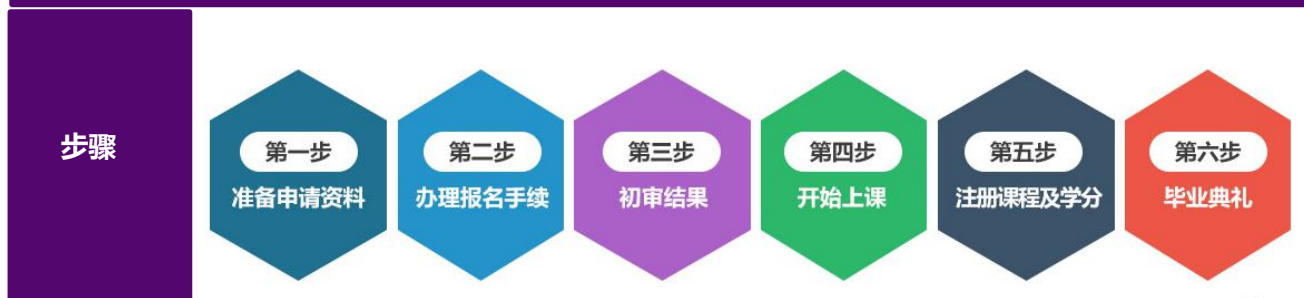 步骤
第一步
准备申请资料
第二步
办理报名手续
第三步
初审结果
第四步
开始上课
第五步
注册课程及学分
第六步
毕业典礼